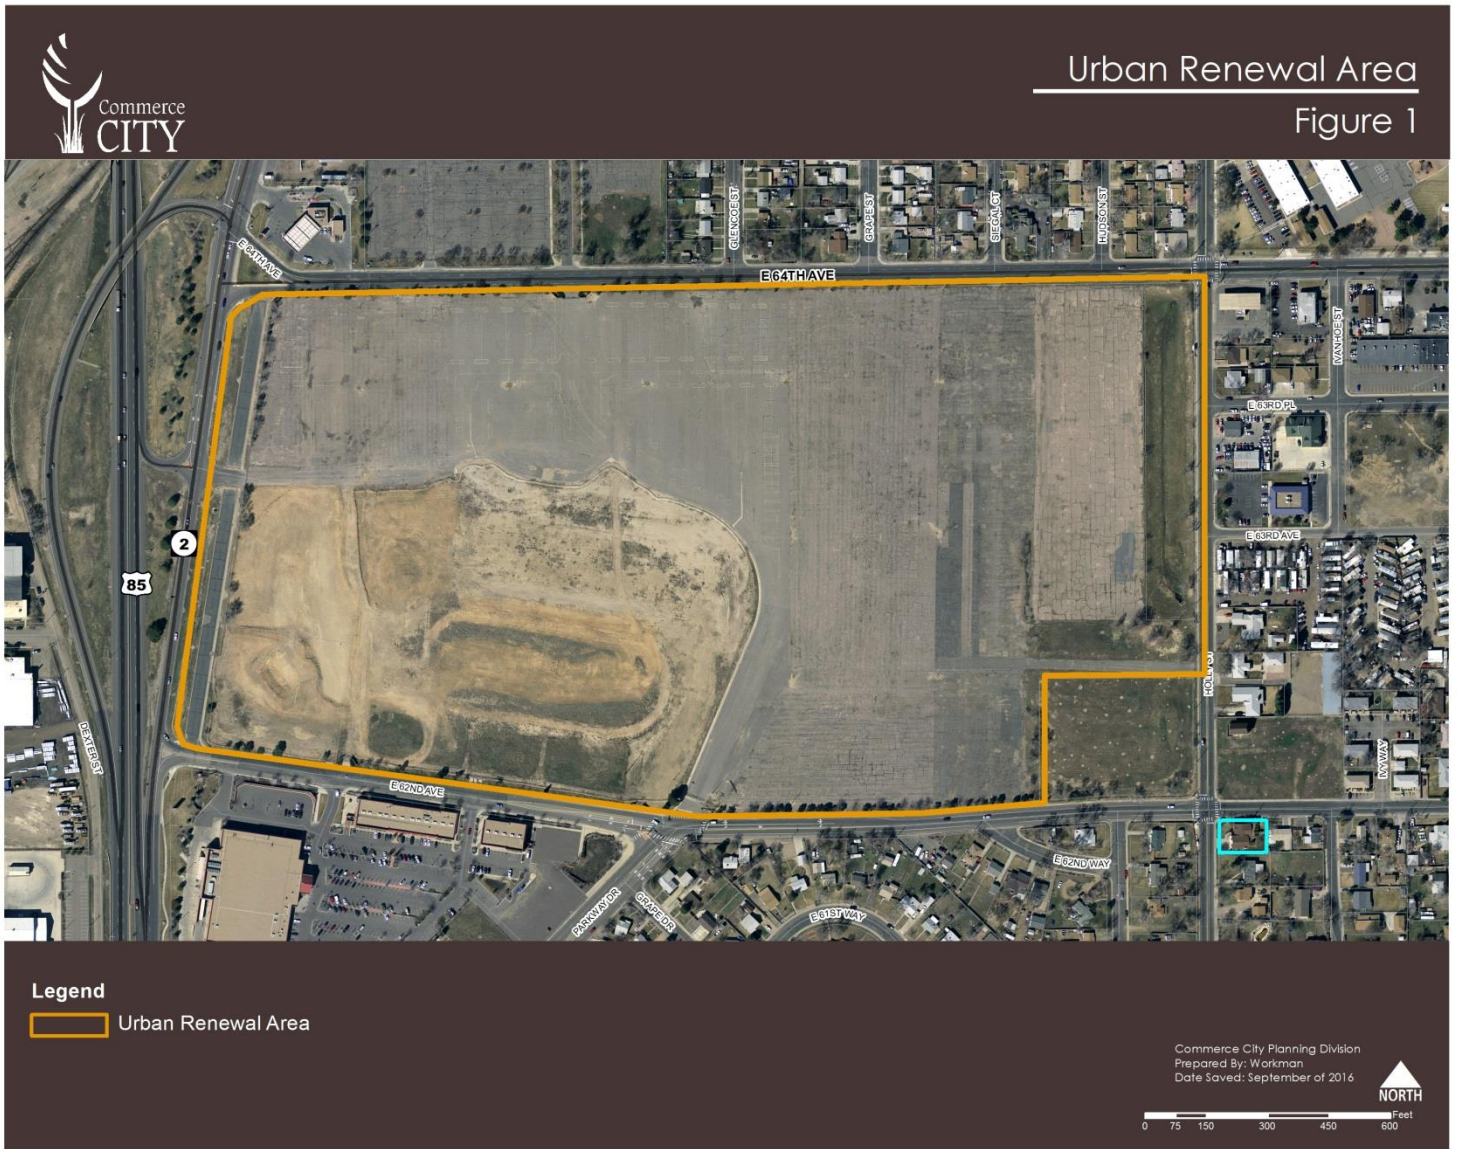 Commerce
CITY
Urban Renewal Area
Figure 1
GLENCOE ST
GRAPE ST
SIEGAL CT
HUDSON ST
E 64TH AVE
E 64TH AVE
IVANHOE ST
E 63RD PL
E 63RD AVE
2
85
HOLLY ST
DEXTER ST
IVY WAY
E 62ND AVE
E 62ND WAY
PARKWAY DR
GRAPE DR
E 61ST WAY
Legend
Urban Renewal Area
Commerce City Planning Division
Prepared By: Workman
Date Saved: September of 2016
NORTH
Feet
0 75 150 300 450 600